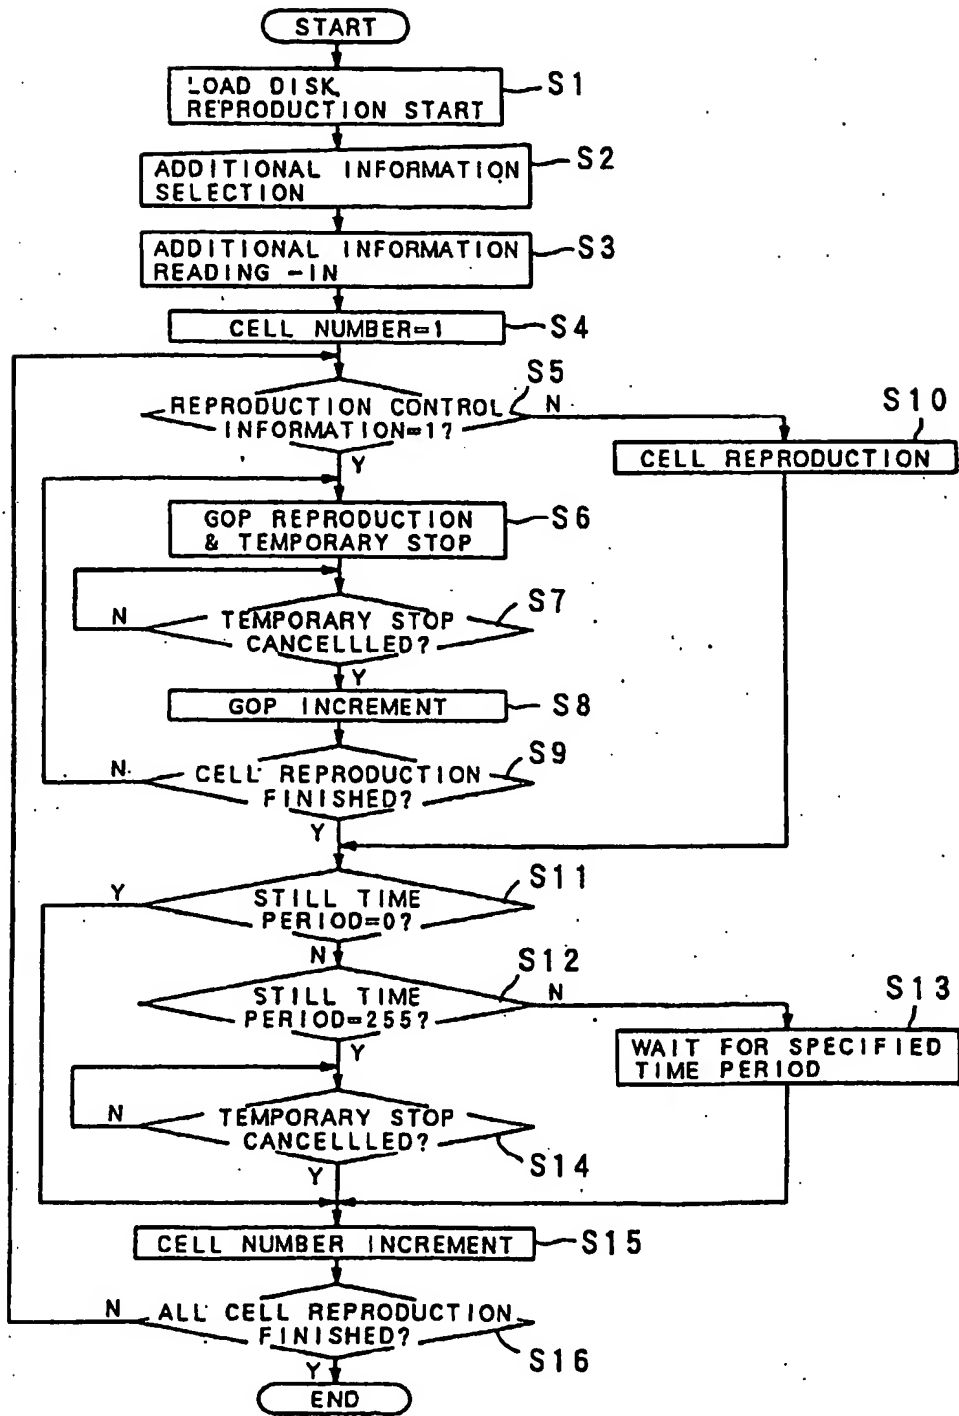 START
LOAD DISK
REPRODUCTION START
S1
ADDITIONAL INFORMATION
SELECTION
S2
ADDITIONAL INFORMATION
READING -IN
S3
CELL NUMBER=1
S4
REPRODUCTION CONTROL
INFORMATION=1?
S5
N
Y
S10
CELL REPRODUCTION
GOP REPRODUCTION
& TEMPORARY STOP
S6
TEMPORARY STOP
CANCELLLED?
S7
N
Y
GOP INCREMENT
S8
CELL REPRODUCTION
FINISHED?
S9
N
Y
STILL TIME
PERIOD=0?
S11
Y
N
STILL TIME
PERIOD=255?
S12
N
Y
S13
WAIT FOR SPECIFIED
TIME PERIOD
TEMPORARY STOP
CANCELLLED?
S14
N
Y
CELL NUMBER INCREMENT
S15
ALL CELL REPRODUCTION
FINISHED?
S16
N
Y
END